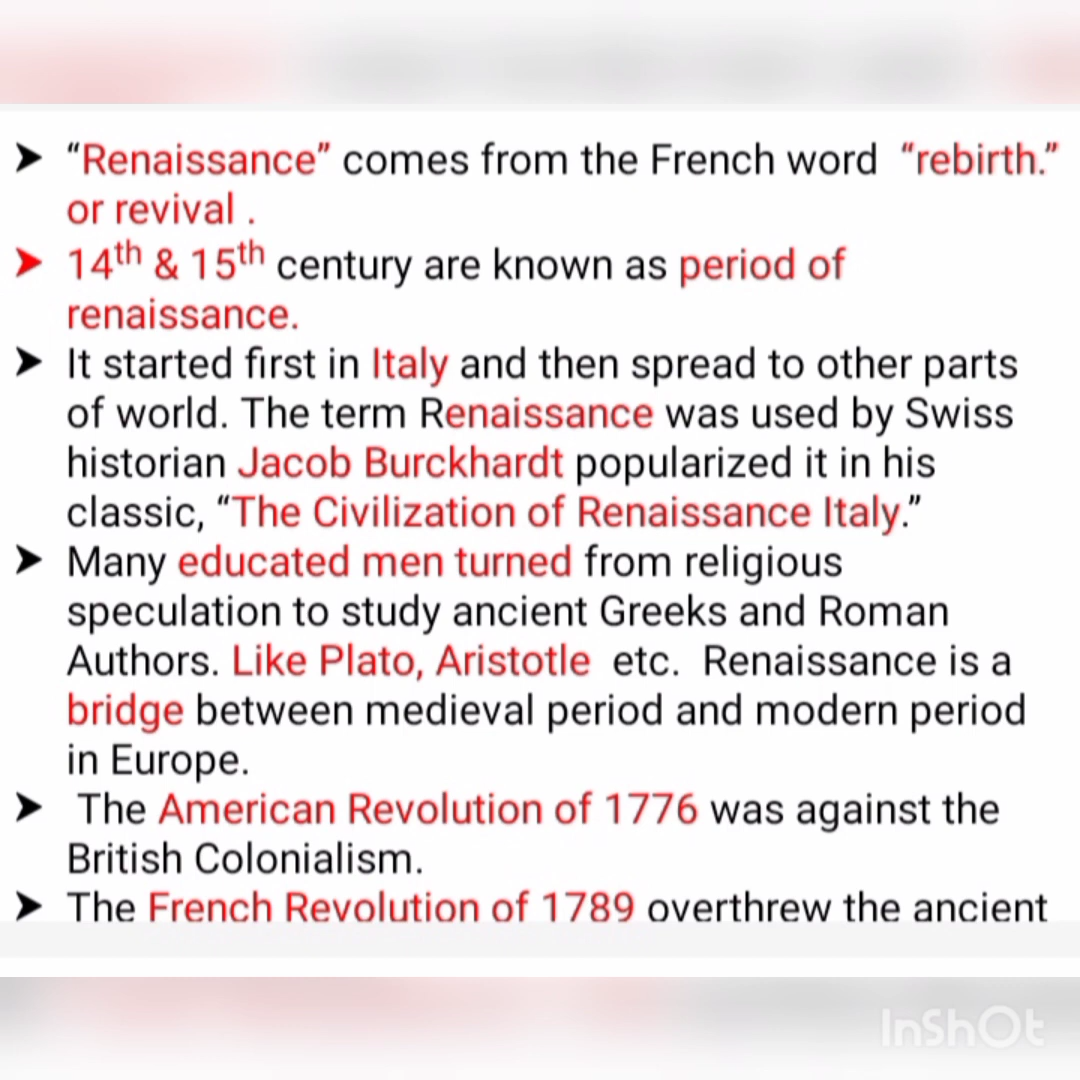 ➤ “Renaissance” comes from the French word “rebirth.”
or revival .
➤ 14th & 15th century are known as period of
renaissance.
➤ It started first in Italy and then spread to other parts
of world. The term Renaissance was used by Swiss
historian Jacob Burckhardt popularized it in his
classic, “The Civilization of Renaissance Italy.”
➤ Many educated men turned from religious
speculation to study ancient Greeks and Roman
Authors. Like Plato, Aristotle etc. Renaissance is a
bridge between medieval period and modern period
in Europe.
➤ The American Revolution of 1776 was against the
British Colonialism.
➤ The French Revolution of 1789 overthrew the ancient
InShOt